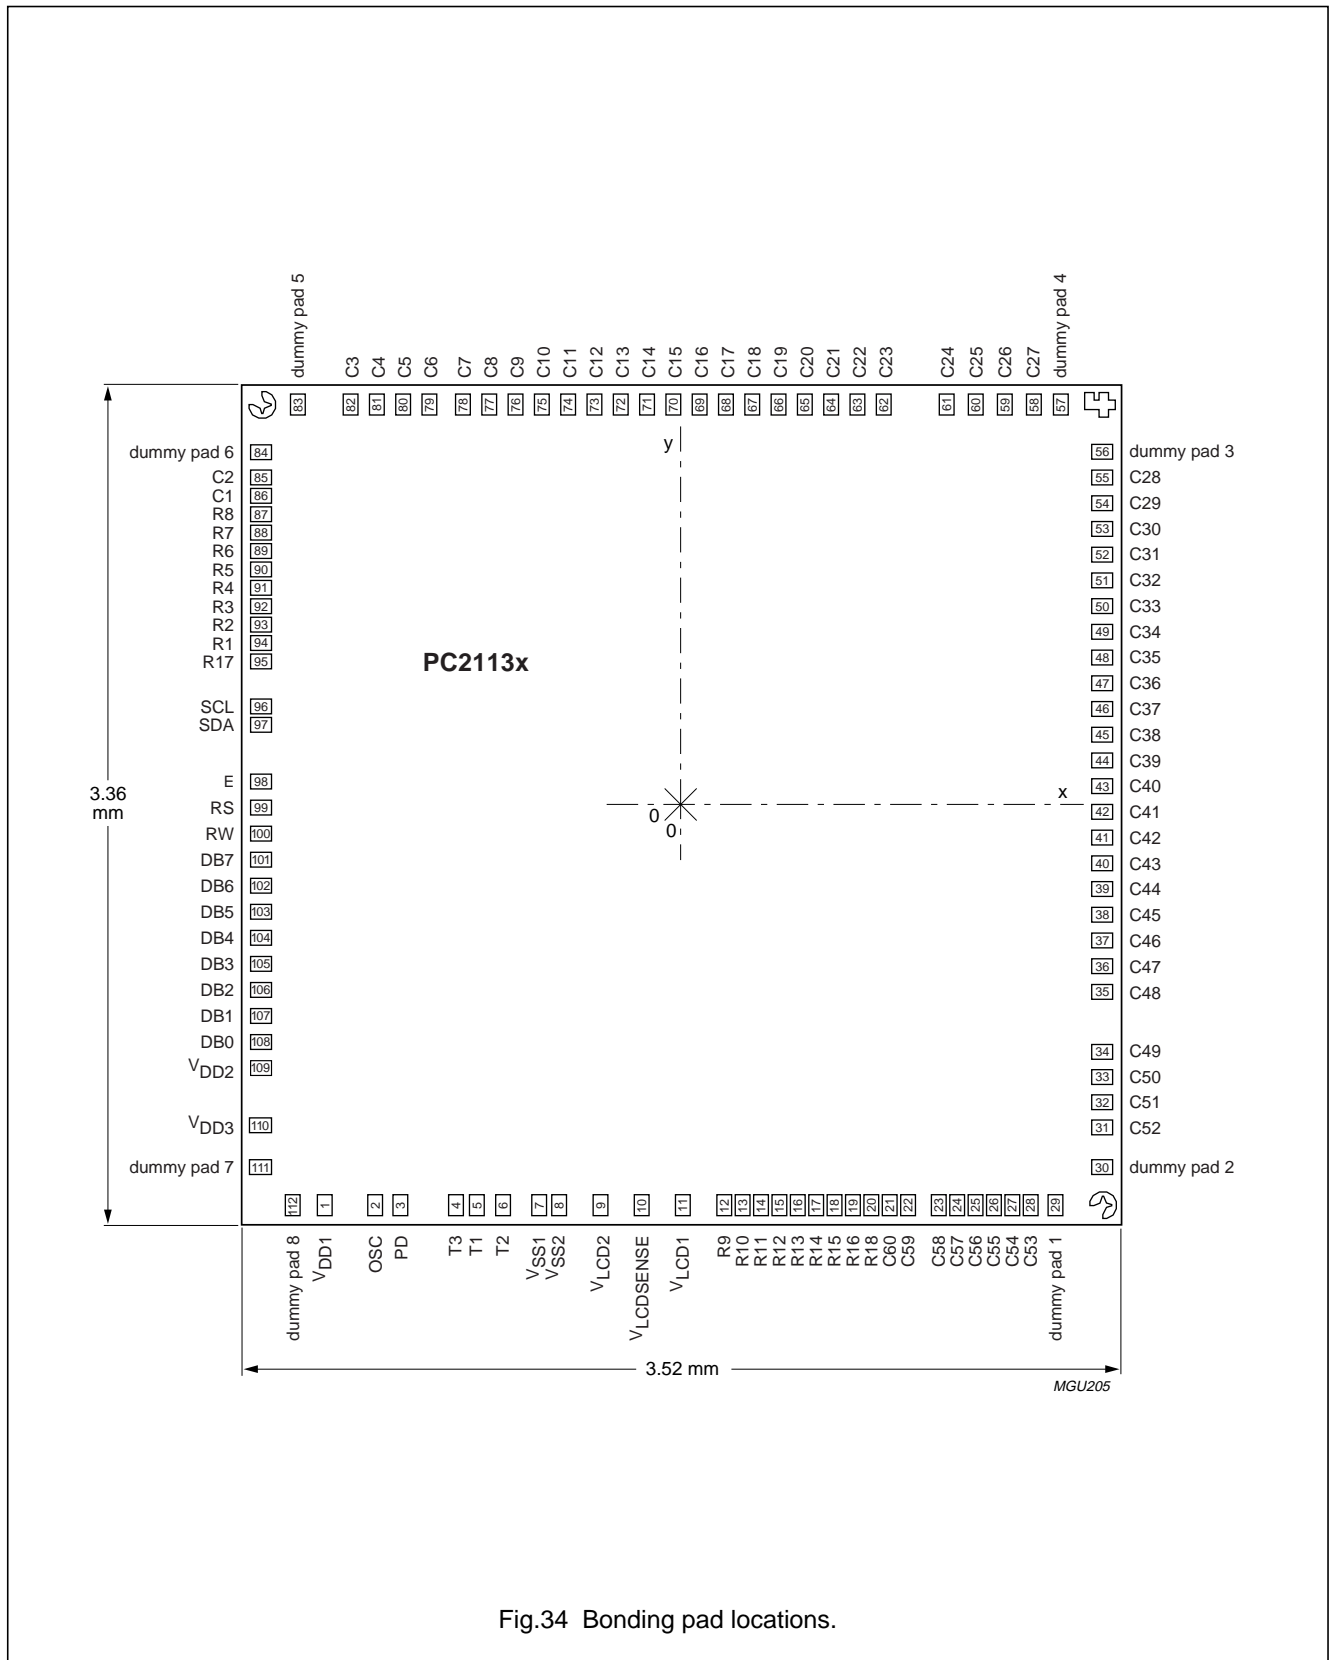 dummy pad 5
C3
C4
C5
C6
C7
C8
C9
C10
C11
C12
C13
C14
C15
C16
C17
C18
C19
C20
C21
C22
C23
C24
C25
C26
C27
dummy pad 4
83
82
81
80
79
78
77
76
75
74
73
72
71
70
69
68
67
66
65
64
63
62
61
60
59
58
57
dummy pad 6 84
C2 85
C1 86
R8 87
R7 88
R6 89
R5 90
R4 91
R3 92
R2 93
R1 94
R17 95
SCL 96
SDA 97
E 98
RS 99
RW 100
DB7 101
DB6 102
DB5 103
DB4 104
DB3 105
DB2 106
DB1 107
DB0 108
VDD2 109
VDD3 110
dummy pad 7 111
3.36
mm
y
PC2113x
x
0
0
56 dummy pad 3
55 C28
54 C29
53 C30
52 C31
51 C32
50 C33
49 C34
48 C35
47 C36
46 C37
45 C38
44 C39
43 C40
42 C41
41 C42
40 C43
39 C44
38 C45
37 C46
36 C47
35 C48
34 C49
33 C50
32 C51
31 C52
30 dummy pad 2
112
1
2
3
4
5
6
7
8
9
10
11
12
13
14
15
16
17
18
19
20
21
22
23
24
25
26
27
28
29
dummy pad 8
VDD1
OSC
PD
T3
T1
T2
VSS1
VSS2
VLCD2
VLCDSENSE
VLCD1
R9
R10
R11
R12
R13
R14
R15
R16
R18
C60
C59
C58
C57
C56
C55
C54
C53
dummy pad 1
3.52 mm
MGU205
Fig.34 Bonding pad locations.